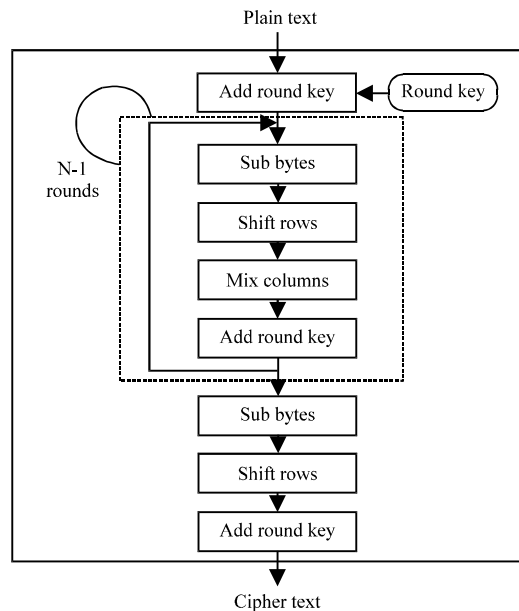 Plain text
Add round key
Round key
Sub bytes
N-1
rounds
Shift rows
Mix columns
Add round key
Sub bytes
Shift rows
Add round key
Cipher text